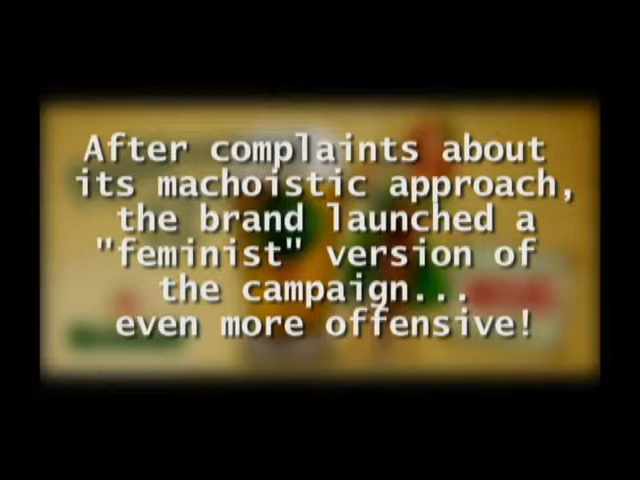 After complaints about
its machoistic approach,
the brand launched a
"feminist" version of
the campaign...
even more offensive!